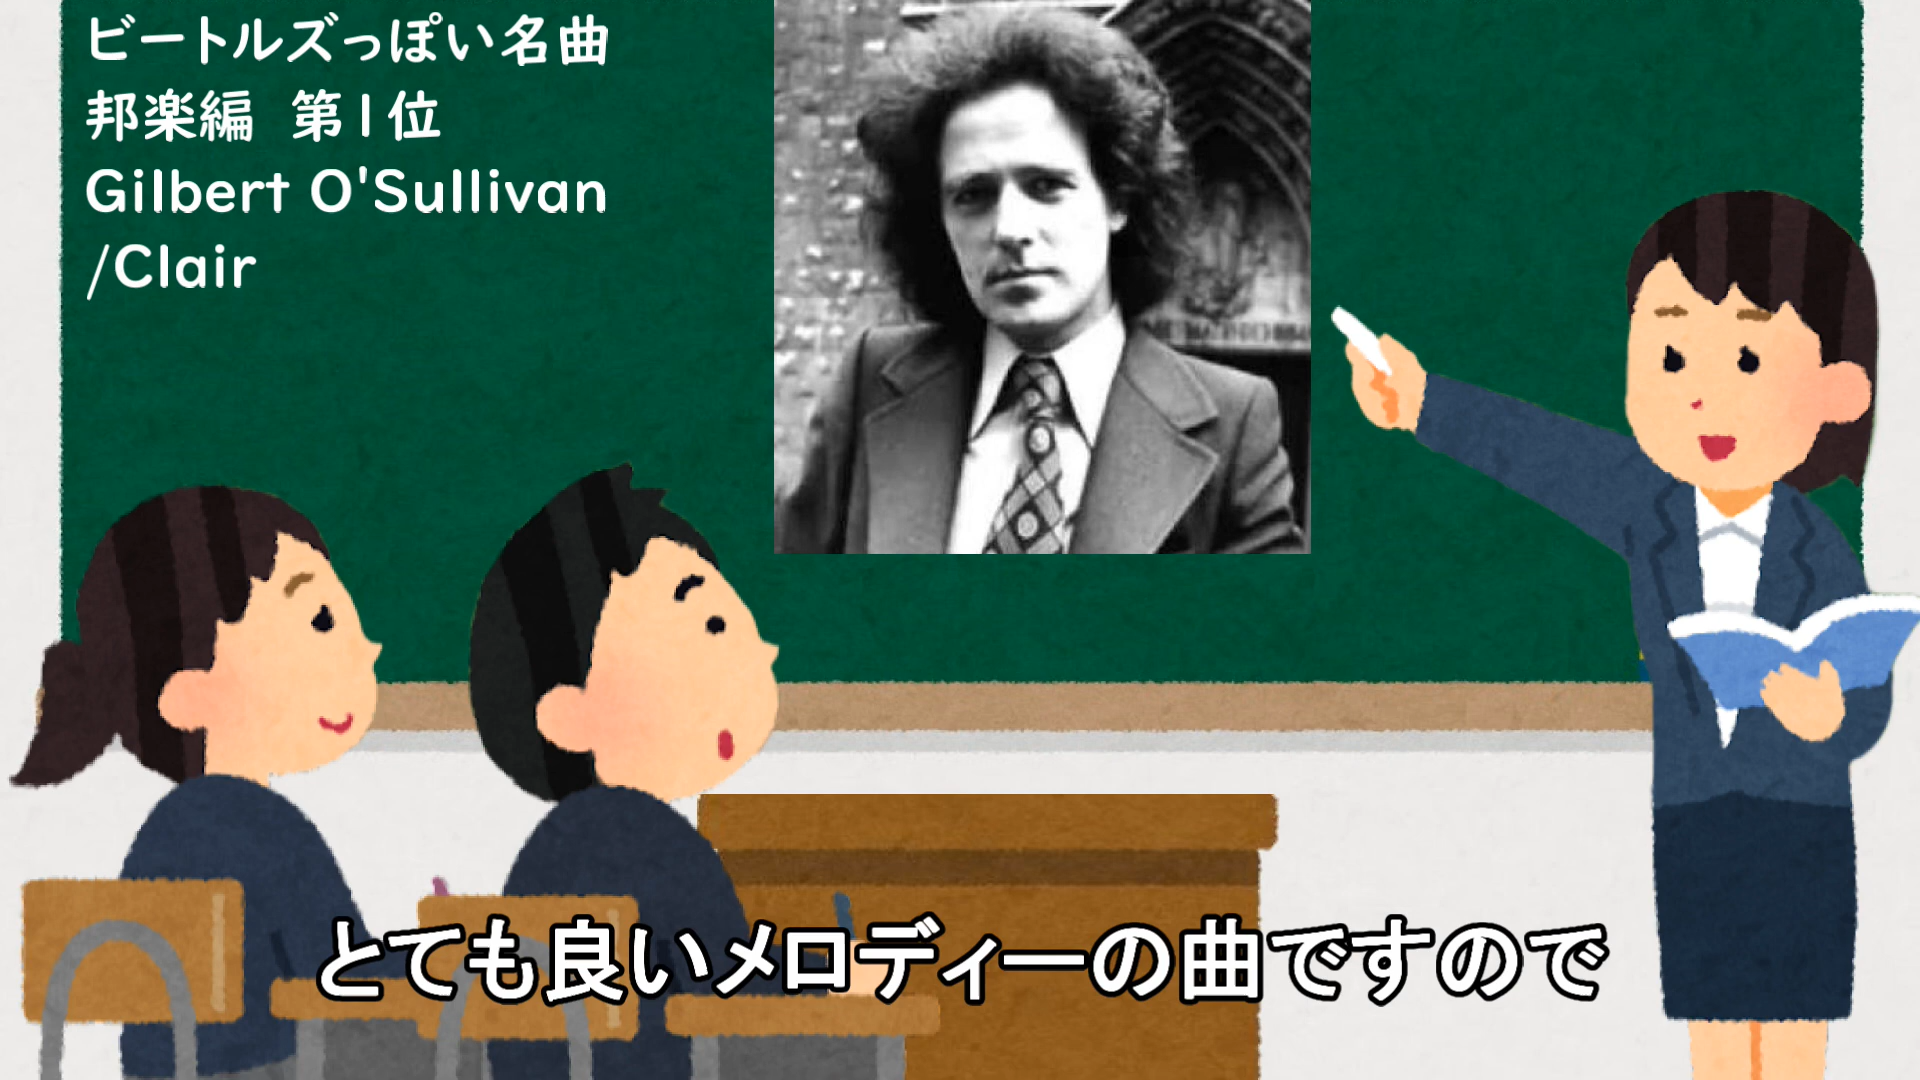 ビートルズっぽい名曲
邦楽編 第1位
Gilbert O'Sullivan
/Clair
とても良いメロディーの曲ですので